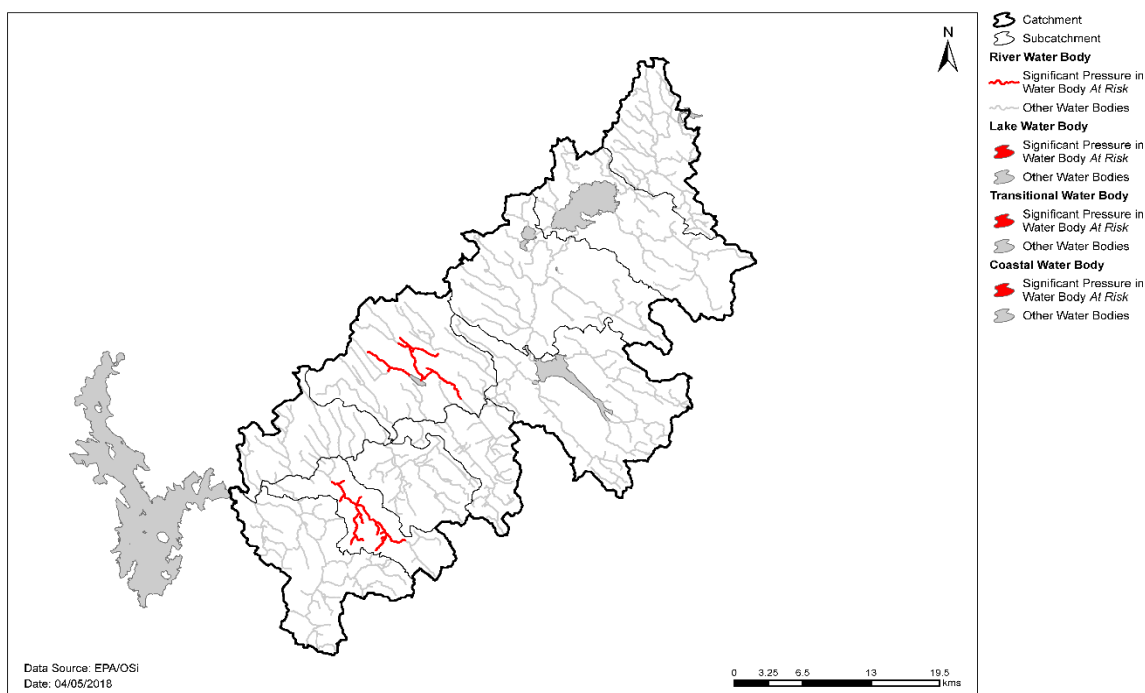 N
Catchment
Subcatchment
River Water Body
Significant Pressure in
Water Body At Risk
Other Water Bodies
Lake Water Body
Significant Pressure in
Water Body At Risk
Other Water Bodies
Transitional Water Body
Significant Pressure in
Water Body At Risk
Other Water Bodies
Coastal Water Body
Significant Pressure in
Water Body At Risk
Other Water Bodies
Data Source: EPA/OSi
Date: 04/05/2018
0 3.25 6.5 13 19.5
kms